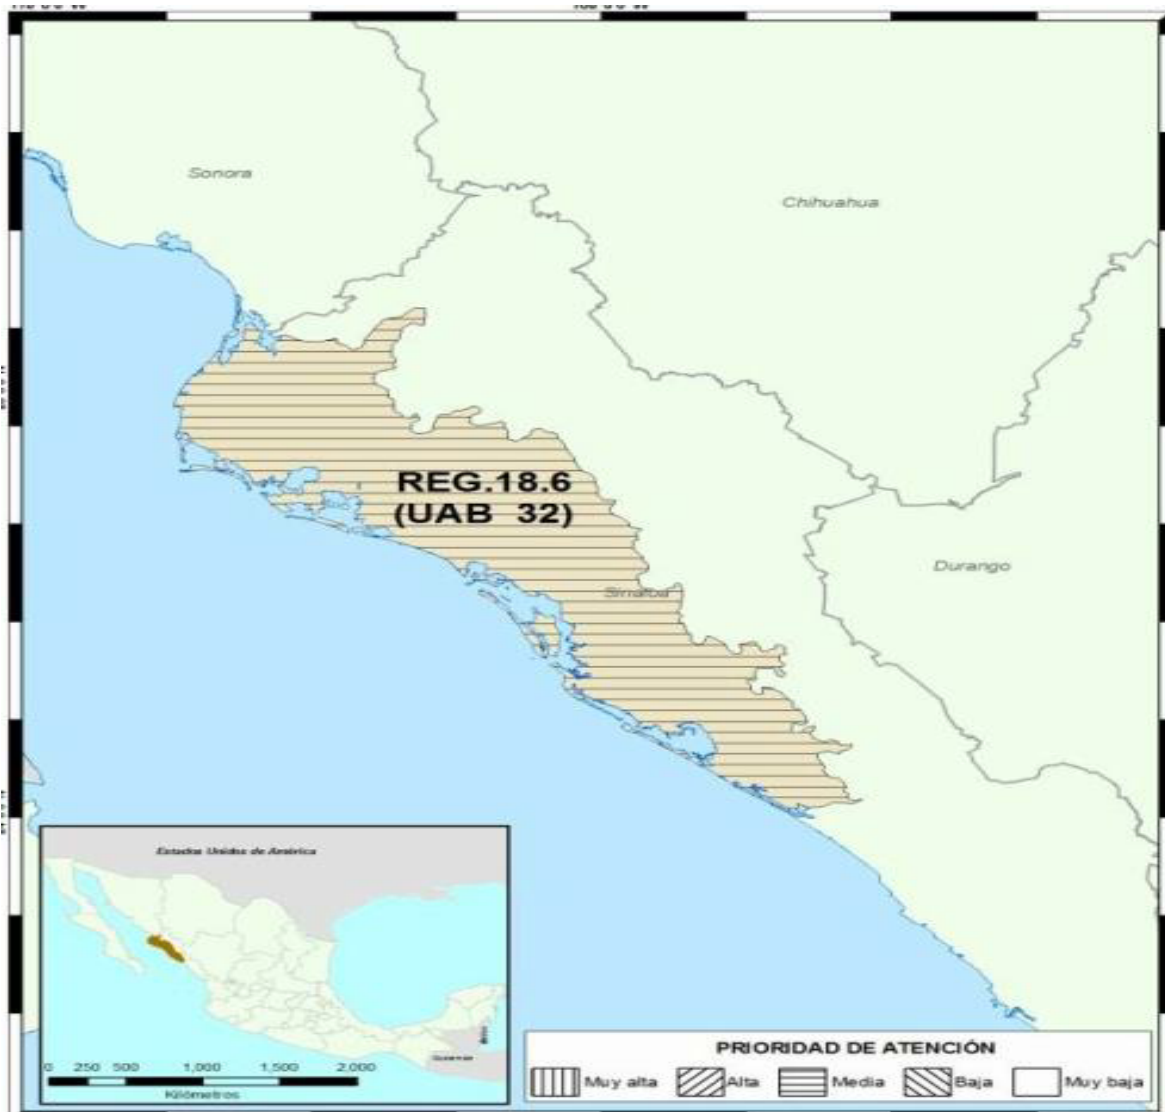 Sonora
Chihuahua
REG.18.6
(UAB 32)
Durango
Sinaloa
Estados Unidos de América
0 250 500 1,000 1,500 2,000
Kilómetros
PRIORIDAD DE ATENCIÓN
Muy alta Alta Media Baja Muy baja